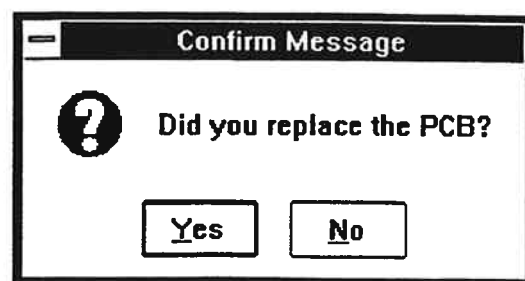 Confirm Message
Did you replace the PCB?
Yes
No